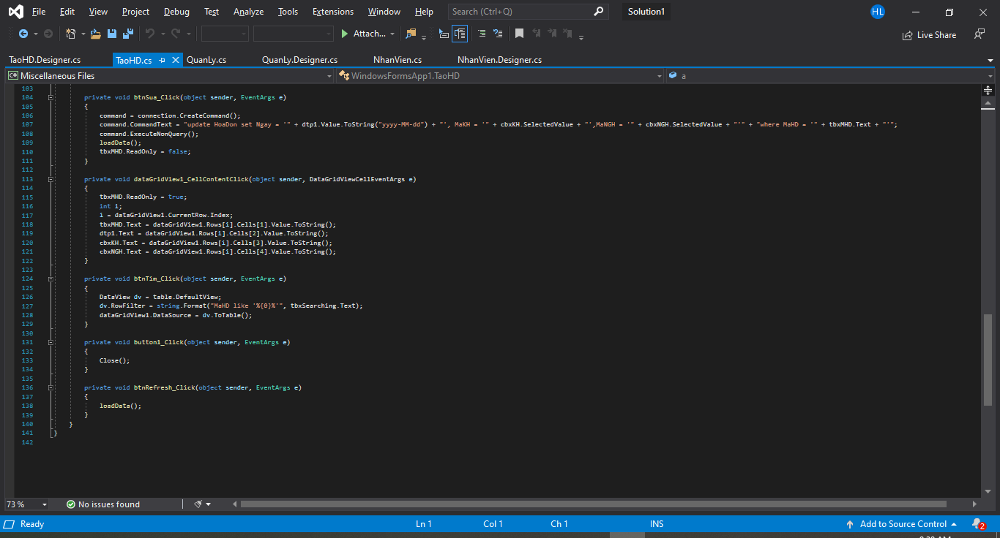 File Edit View Project Debug Test Analyze Tools Extensions Window Help Search (Ctrl+Q) Solution1 HL
Attach... Live Share
TaoHD.Designer.cs TaoHD.cs QuanLy.cs QuanLy.Designer.cs NhanVien.cs NhanVien.Designer.cs
C# Miscellaneous Files WindowsFormsApp1.TaoHD a
103
104 private void btnSua_Click(object sender, EventArgs e)
105 {
106 command = connection.CreateCommand();
107 command.CommandText = "update HoaDon set Ngay = '" + dtp1.Value.ToString("yyyy-MM-dd") + "', MaKH = '" + cbxKH.SelectedValue + "',MaNGH = '" + cbxNGH.SelectedValue + "'" + "where MaHD = '" + tbxMHD.Text + "'";
108 command.ExecuteNonQuery();
109 loadData();
110 tbxMHD.ReadOnly = false;
111 }
112
113 private void dataGridView1_CellContentClick(object sender, DataGridViewCellEventArgs e)
114 {
115 tbxMHD.ReadOnly = true;
116 int i;
117 i = dataGridView1.CurrentRow.Index;
118 tbxMHD.Text = dataGridView1.Rows[i].Cells[1].Value.ToString();
119 dtp1.Text = dataGridView1.Rows[i].Cells[2].Value.ToString();
120 cbxKH.Text = dataGridView1.Rows[i].Cells[3].Value.ToString();
121 cbxNGH.Text = dataGridView1.Rows[i].Cells[4].Value.ToString();
122 }
123
124 private void btnTim_Click(object sender, EventArgs e)
125 {
126 DataView dv = table.DefaultView;
127 dv.RowFilter = string.Format("MaHD like '%{0}%'", tbxSearching.Text);
128 dataGridView1.DataSource = dv.ToTable();
129 }
130
131 private void button1_Click(object sender, EventArgs e)
132 {
133 Close();
134 }
135
136 private void btnRefresh_Click(object sender, EventArgs e)
137 {
138 loadData();
139 }
140 }
141 }
142
73 % No issues found
Ready Ln 1 Col 1 Ch 1 INS Add to Source Control 2